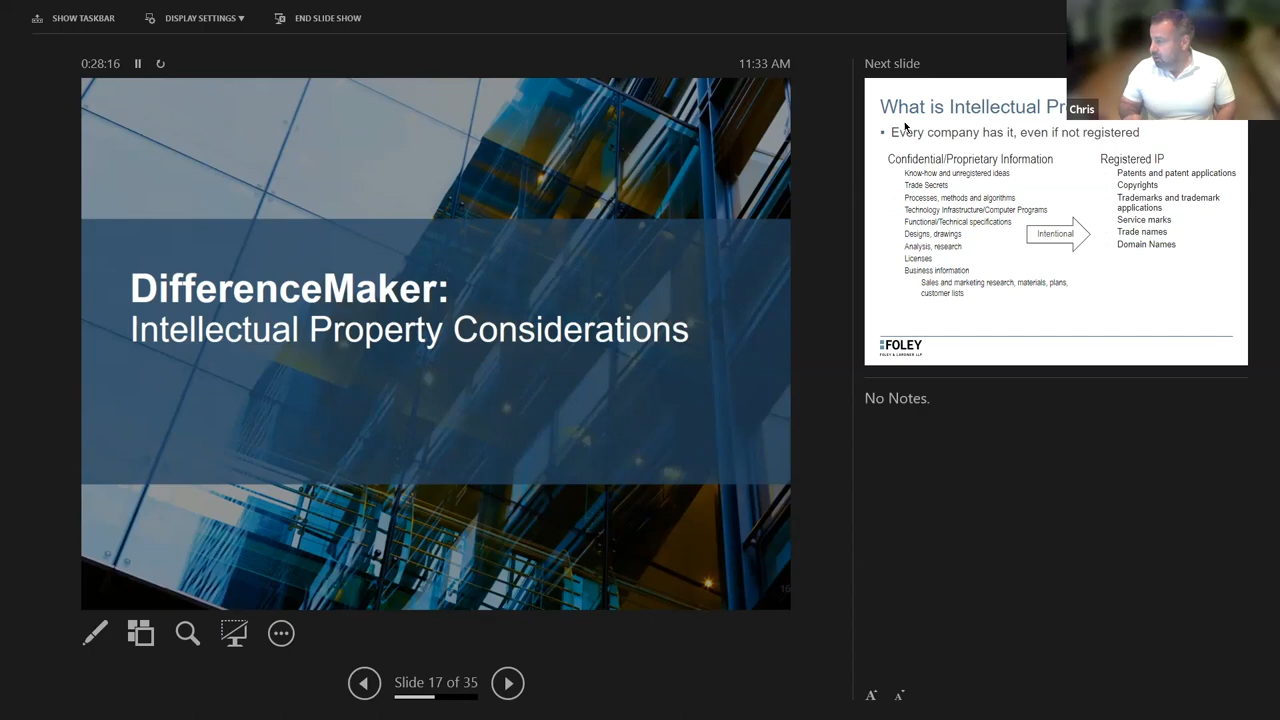 SHOW TASKBAR
DISPLAY SETTINGS ▼
END SLIDE SHOW
0:28:16
11:33 AM
DifferenceMaker:
Intellectual Property Considerations
Slide 17 of 35
Next slide
What is Intellectual Pr
Chris
▪ Every company has it, even if not registered
Confidential/Proprietary Information
Know-how and unregistered ideas
Trade Secrets
Processes, methods and algorithms
Technology Infrastructure/Computer Programs
Functional/Technical specifications
Designs, drawings
Analysis, research
Licenses
Business information
Sales and marketing research, materials, plans,
customer lists
Intentional
Registered IP
Patents and patent applications
Copyrights
Trademarks and trademark
applications
Service marks
Trade names
Domain Names
FOLEY
FOLEY & LARDNER LLP
No Notes.
A A